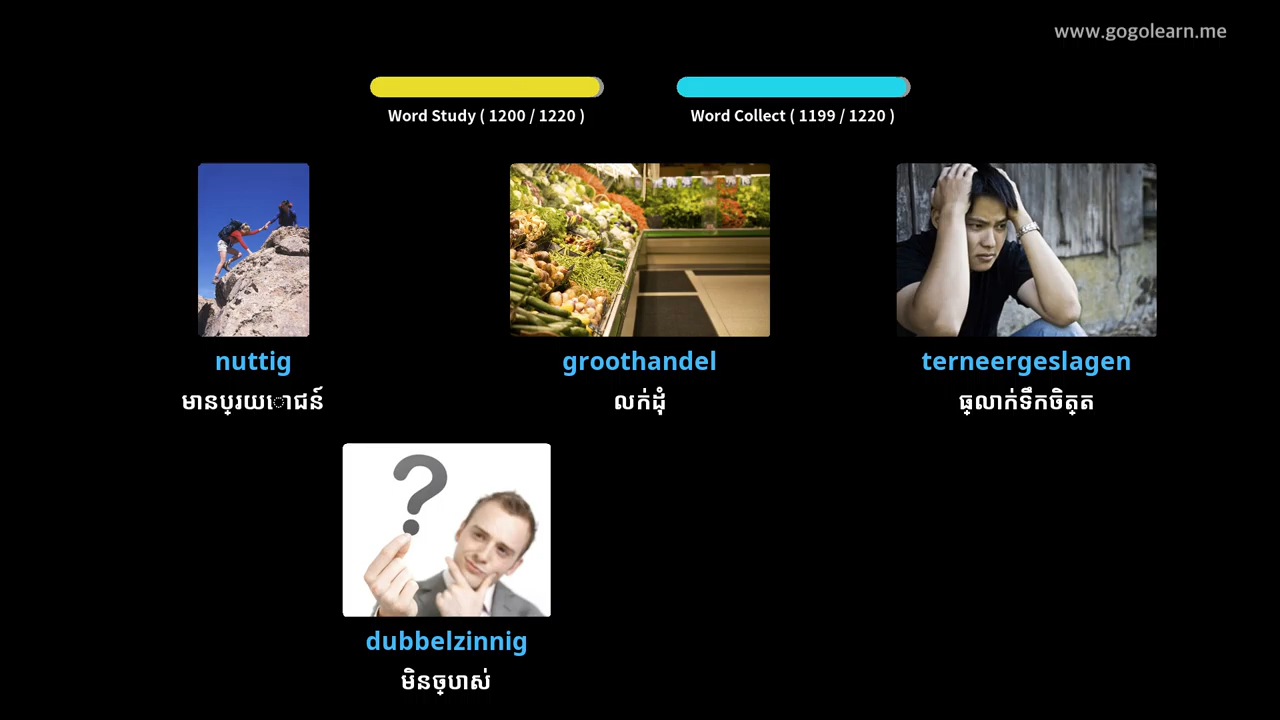 www.gogolearn.me
Word Study ( 1200 / 1220 )
Word Collect ( 1199 / 1220 )
nuttig
groothandel
terneergeslagen
មានប្រយោជន៍
លក់ដុំ
ធ្លាក់ទឹកចិត្ត
dubbelzinnig
មិនច្បាស់